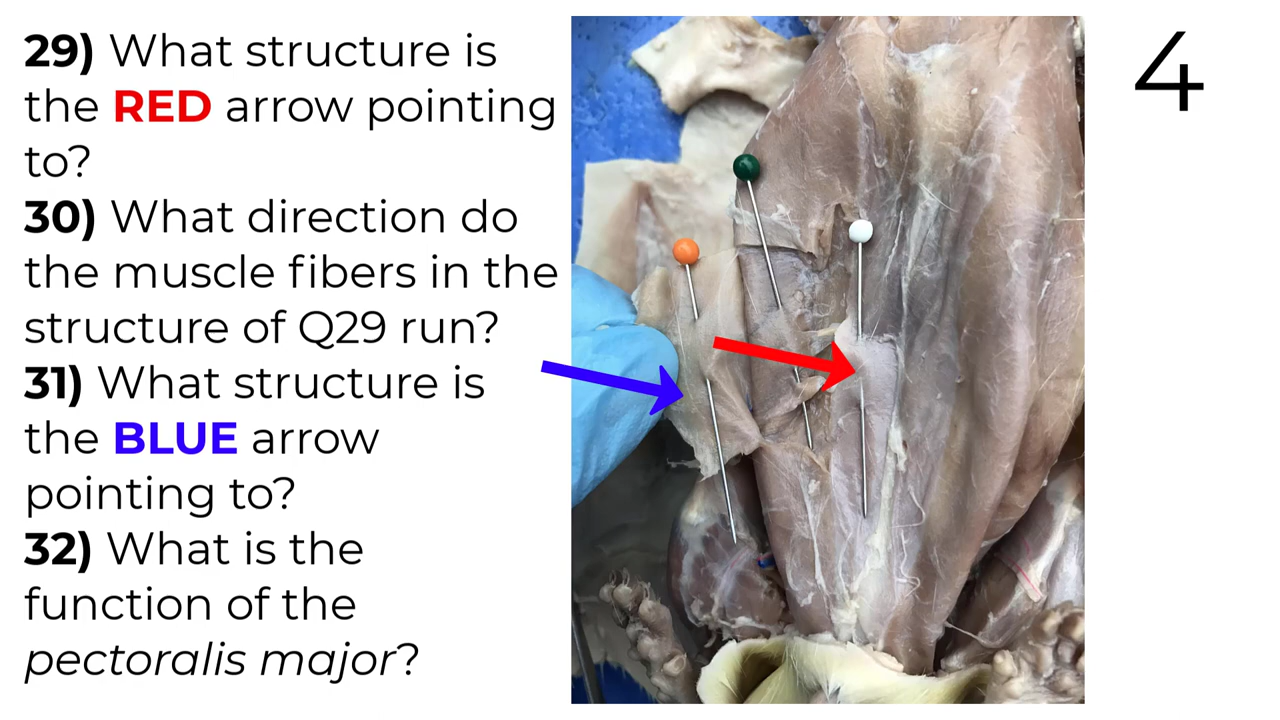 29) What structure is
the RED arrow pointing
to?
30) What direction do
the muscle fibers in the
structure of Q29 run?
31) What structure is
the BLUE arrow
pointing to?
32) What is the
function of the
pectoralis major?
4